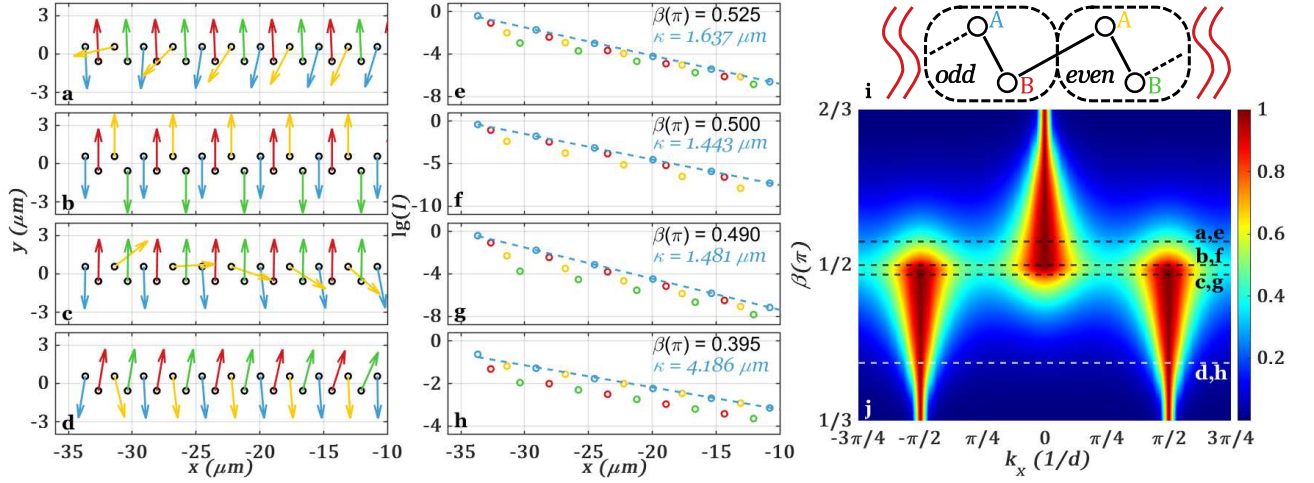 3
0
-3
a
3
0
-3
b
3
0
-3
c
3
0
-3
d
y (μm)
-35 -30 -25 -20 -15 -10
x (μm)
-0
-4
-8
e
β(π) = 0.525
κ = 1.637 μm
-0
-5
-10
f
β(π) = 0.500
κ = 1.443 μm
-0
-4
-8
g
β(π) = 0.490
κ = 1.481 μm
-0
-2
-4
h
β(π) = 0.395
κ = 4.186 μm
lg(I)
-35 -30 -25 -20 -15 -10
x (μm)
A A
odd even
B B
i
2/3
1/2
1/3
β(π)
a,e
b,f
c,g
d,h
j
-3π/4 -π/2 π/4 0 π/4 π/2 3π/4
kx (1/d)
1
0.8
0.6
0.4
0.2